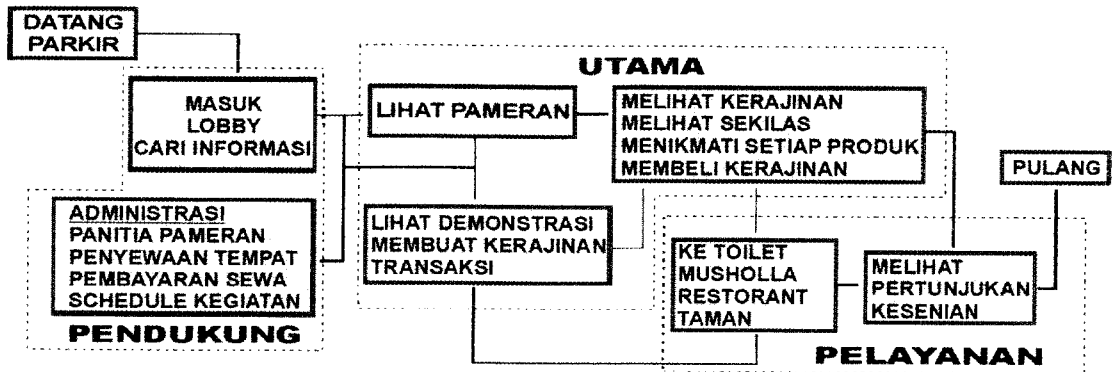 DATANG
PARKIR
UTAMA
MASUK
LOBBY
CARI INFORMASI
LIHAT PAMERAN
MELIHAT KERAJINAN
MELIHAT SEKILAS
MENIKMATI SETIAP PRODUK
MEMBELI KERAJINAN
PULANG
ADMINISTRASI
PANITIA PAMERAN
PENYEWAAN TEMPAT
PEMBAYARAN SEWA
SCHEDULE KEGIATAN
PENDUKUNG
LIHAT DEMONSTRASI
MEMBUAT KERAJINAN
TRANSAKSI
KE TOILET
MUSHOLLA
RESTORANT
TAMAN
MELIHAT
PERTUNJUKAN
KESENIAN
PELAYANAN